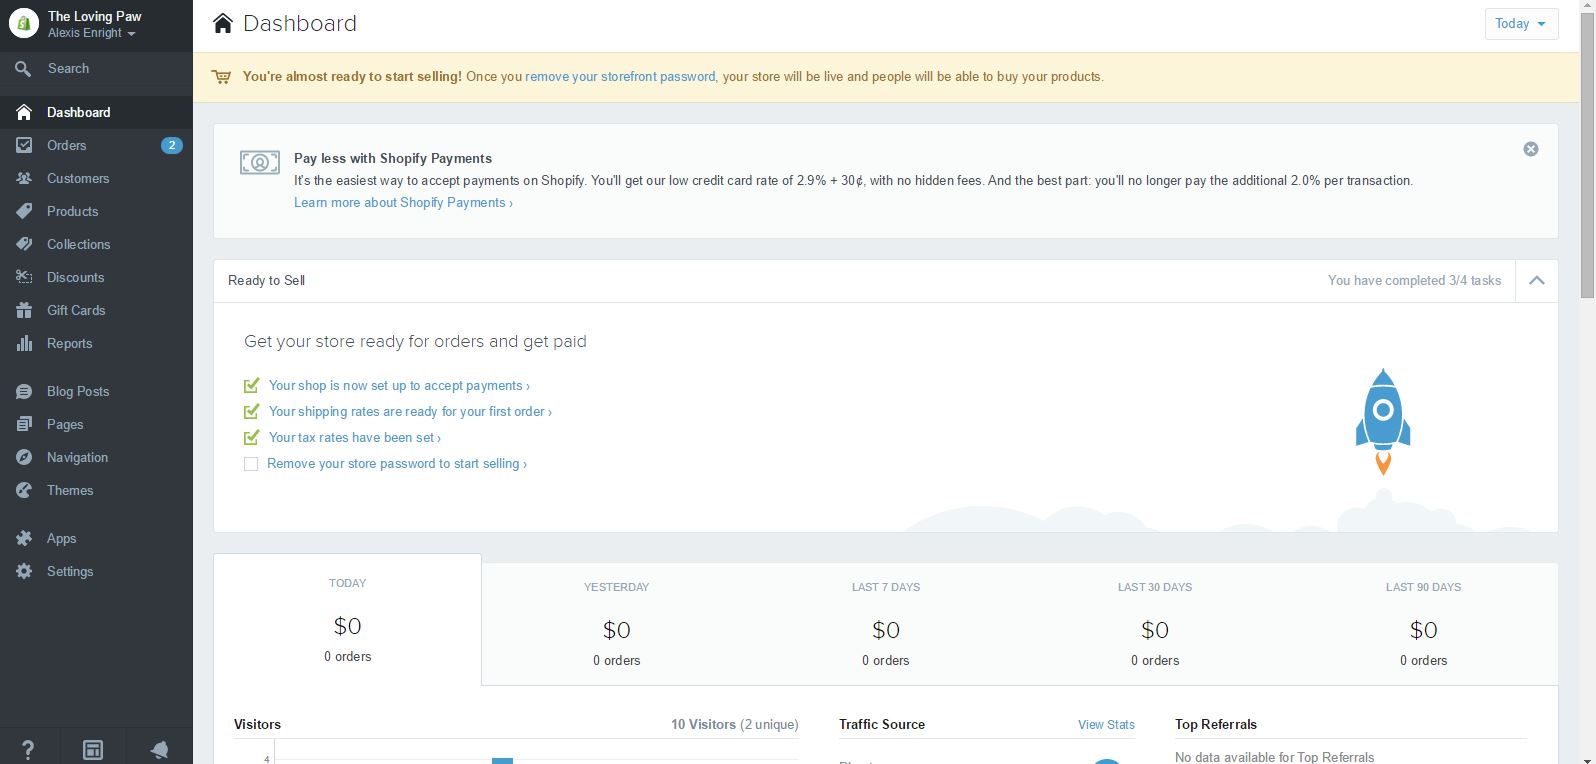 The Loving Paw
Alexis Enright
Search
Dashboard
Orders 2
Customers
Products
Collections
Discounts
Gift Cards
Reports
Blog Posts
Pages
Navigation
Themes
Apps
Settings
?
Dashboard
Today
You're almost ready to start selling! Once you remove your storefront password, your store will be live and people will be able to buy your products.
Pay less with Shopify Payments
It's the easiest way to accept payments on Shopify. You'll get our low credit card rate of 2.9% + 30¢, with no hidden fees. And the best part: you'll no longer pay the additional 2.0% per transaction.
Learn more about Shopify Payments ›
Ready to Sell You have completed 3/4 tasks
Get your store ready for orders and get paid
Your shop is now set up to accept payments ›
Your shipping rates are ready for your first order ›
Your tax rates have been set ›
Remove your store password to start selling ›
TODAY YESTERDAY LAST 7 DAYS LAST 30 DAYS LAST 90 DAYS
$0 $0 $0 $0 $0
0 orders 0 orders 0 orders 0 orders 0 orders
Visitors 10 Visitors (2 unique) Traffic Source View Stats Top Referrals
4 No data available for Top Referrals